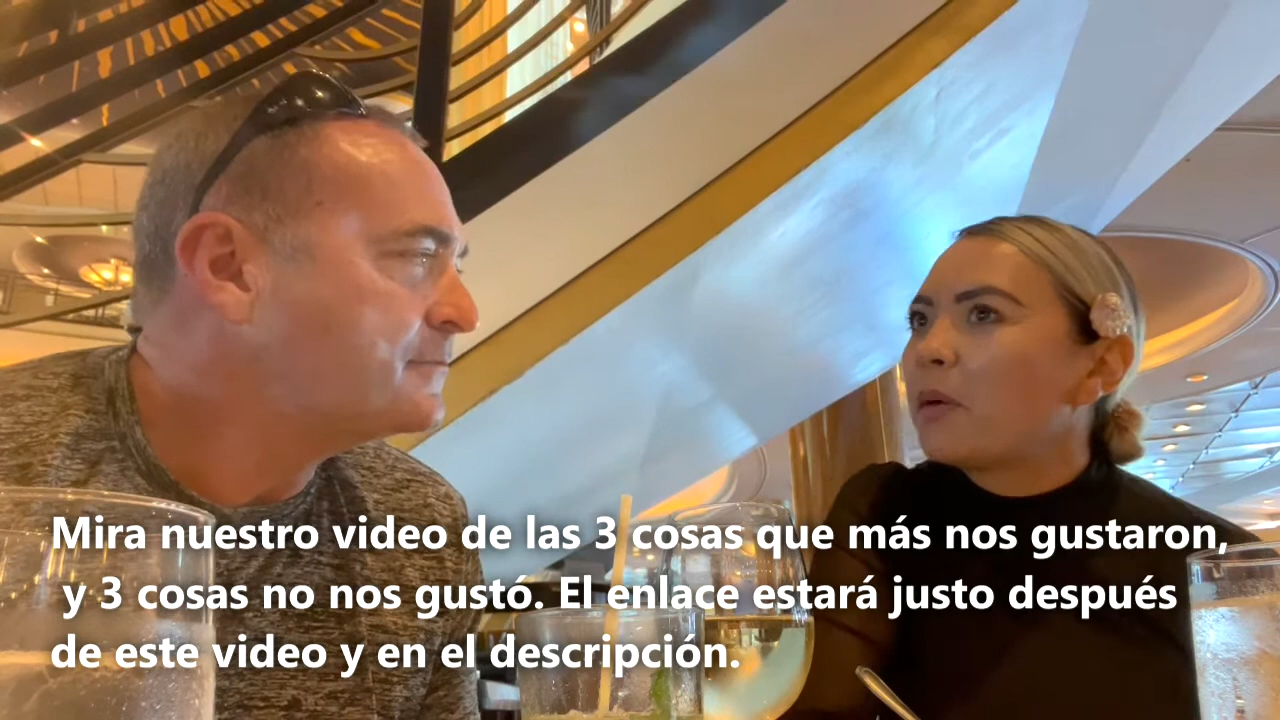 Mira nuestro video de las 3 cosas que más nos gustaron,
y 3 cosas no nos gustó. El enlace estará justo después
de este video y en el descripción.